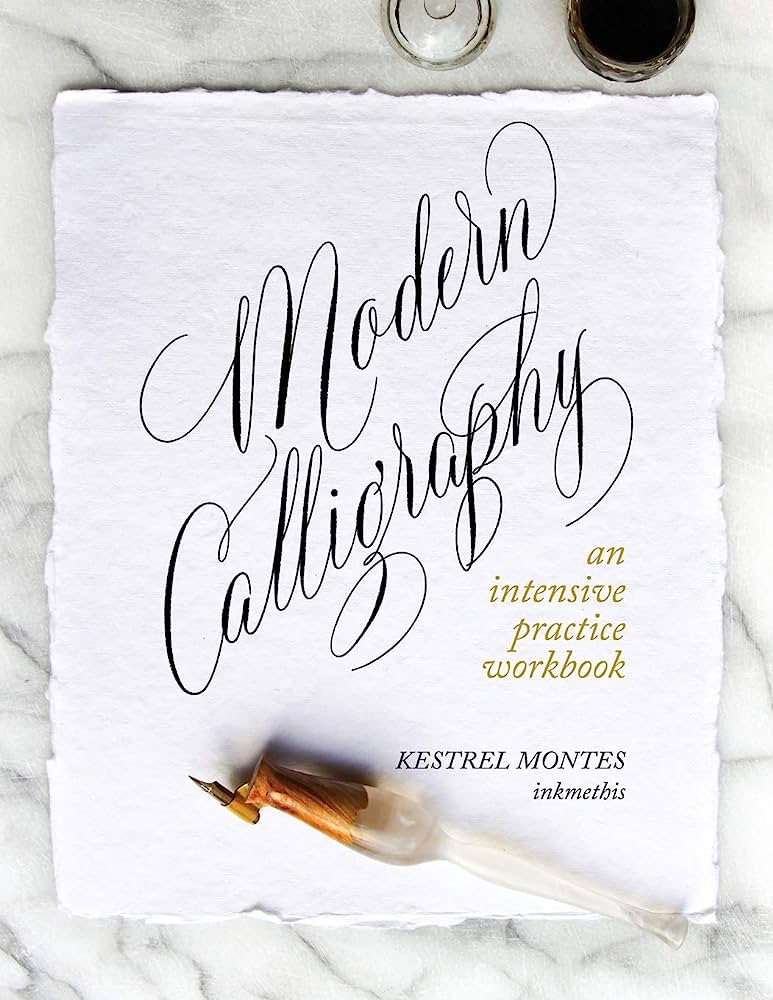 Modern
Calligraphy
an
intensive
practice
workbook
KESTREL MONTES
inkmethis